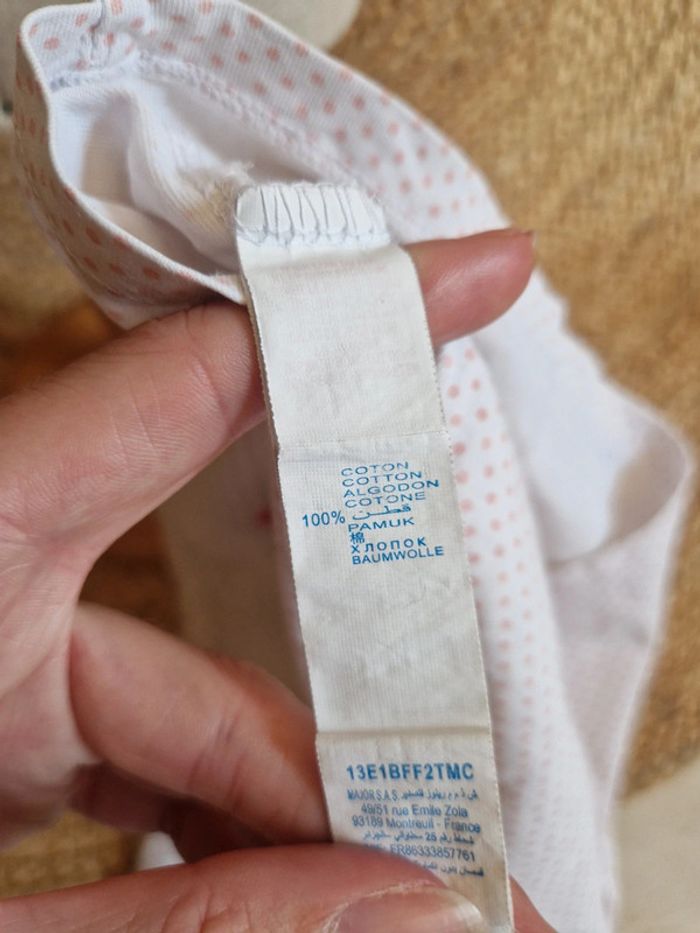 COTON
COTTON
ALGODON
COTONE
100% قطن
PAMUK
棉
ХЛОПОК
BAUMWOLLE
13E1BFF2TMC
MAJOR S.A.S.
49/51 rue Emile Zola
93189 Montreuil - France
FR86333857761